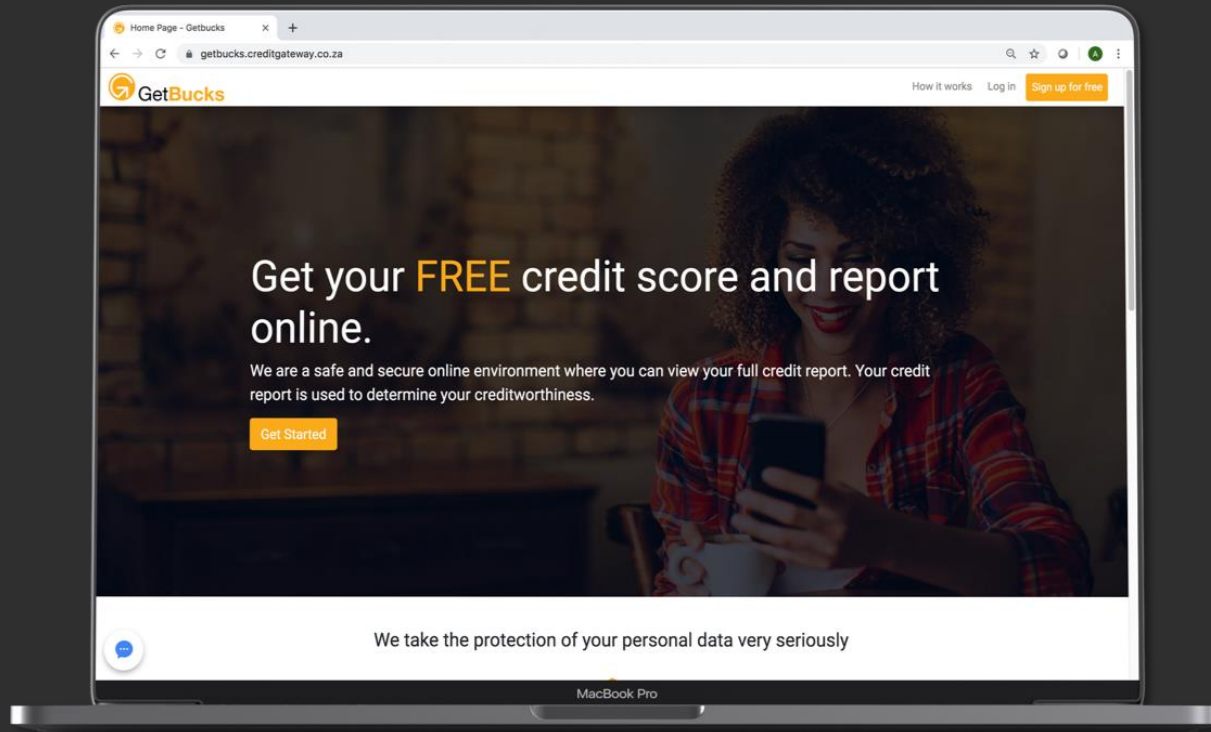 Home Page - Getbucks
getbucks.creditgateway.co.za
A
GetBucks
How it works Log in Sign up for free
Get your FREE credit score and report
online.
We are a safe and secure online environment where you can view your full credit report. Your credit
report is used to determine your creditworthiness.
Get Started
We take the protection of your personal data very seriously
MacBook Pro